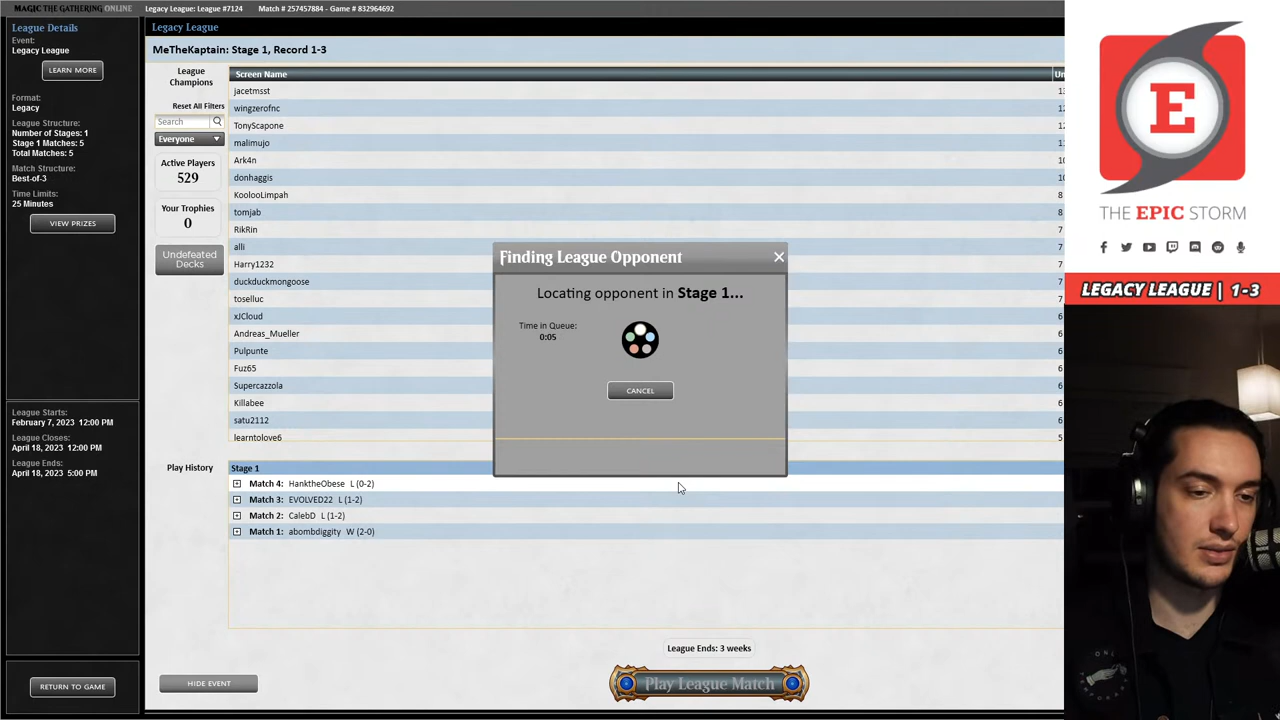 MAGIC THE GATHERING ONLINE
Legacy League: League #7124
Match # 257457884 - Game # 832964692
League Details
Event:
Legacy League
LEARN MORE
Format:
Legacy
League Structure:
Number of Stages: 1
Stage 1 Matches: 5
Total Matches: 5
Match Structure:
Best-of-3
Time Limits:
25 Minutes
VIEW PRIZES
League Starts:
February 7, 2023 12:00 PM
League Closes:
April 18, 2023 12:00 PM
League Ends:
April 18, 2023 5:00 PM
RETURN TO GAME
Legacy League
MeTheKaptain: Stage 1, Record 1-3
League
Champions
Reset All Filters
Search
Everyone
Active Players
529
Your Trophies
0
Undefeated
Decks
Screen Name
jacetmsst
wingzerofnc
TonyScapone
malimujo
Ark4n
donhaggis
KoolooLimpah
tomjab
RikRin
alli
Harry1232
duckduckmongoose
toselluc
xJCloud
Andreas_Mueller
Pulpunte
Fuz65
Supercazzola
Killabee
satu2112
learntolove6
Finding League Opponent
Locating opponent in Stage 1...
Time in Queue:
0:05
CANCEL
Play History
Stage 1
Match 4: HanktheObese L (0-2)
Match 3: EVOLVED22 L (1-2)
Match 2: CalebD L (1-2)
Match 1: abombdiggity W (2-0)
League Ends: 3 weeks
HIDE EVENT
Play League Match
E
THE EPIC STORM
LEGACY LEAGUE | 1-3